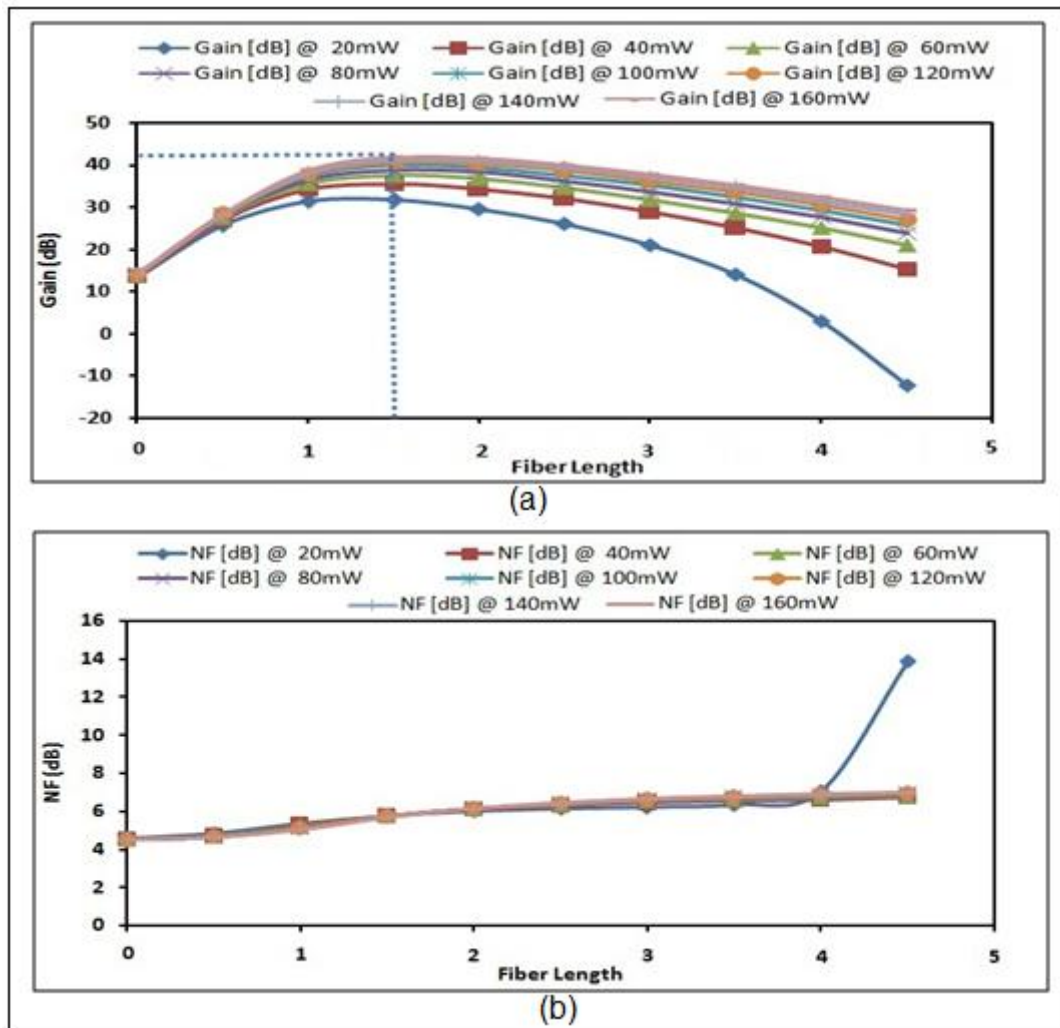 Gain [dB] @ 20mW Gain [dB] @ 40mW Gain [dB] @ 60mW
Gain [dB] @ 80mW Gain [dB] @ 100mW Gain [dB] @ 120mW
Gain [dB] @ 140mW Gain [dB] @ 160mW
50
40
30
20
10
0
-10
-20
Gain (dB)
0 1 2 3 4 5
Fiber Length
(a)
NF [dB] @ 20mW NF [dB] @ 40mW NF [dB] @ 60mW
NF [dB] @ 80mW NF [dB] @ 100mW NF [dB] @ 120mW
NF [dB] @ 140mW NF [dB] @ 160mW
16
14
12
10
8
6
4
2
0
NF (dB)
0 1 2 3 4 5
Fiber Length
(b)